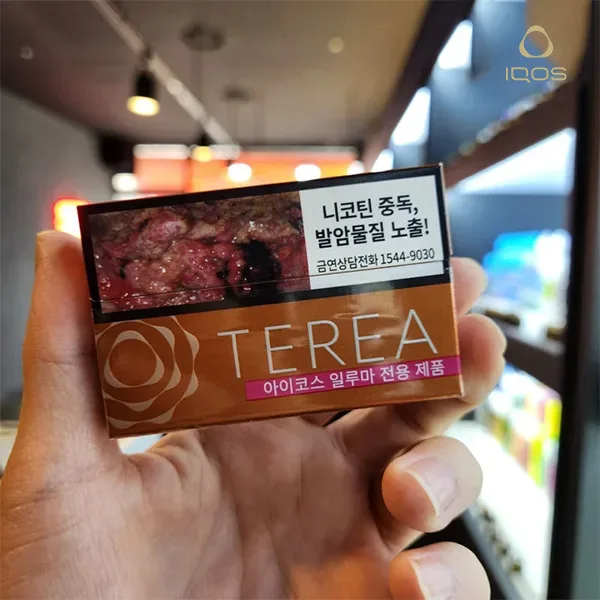 IQOS
니코틴 중독,
발암물질 노출!
금연상담전화 1544-9030
TEREA
아이코스 일루마 전용 제품